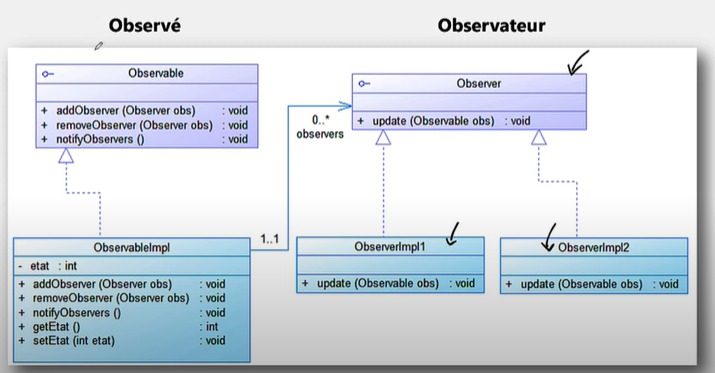 Observé
Observateur
Observable
+ addObserver (Observer obs) : void
+ removeObserver (Observer obs) : void
+ notifyObservers () : void
Observer
+ update (Observable obs) : void
0..*
observers
1..1
ObservableImpl
- etat : int
+ addObserver (Observer obs) : void
+ removeObserver (Observer obs) : void
+ notifyObservers () : void
+ getEtat () : int
+ setEtat (int etat) : void
ObserverImpl1
+ update (Observable obs) : void
ObserverImpl2
+ update (Observable obs) : void